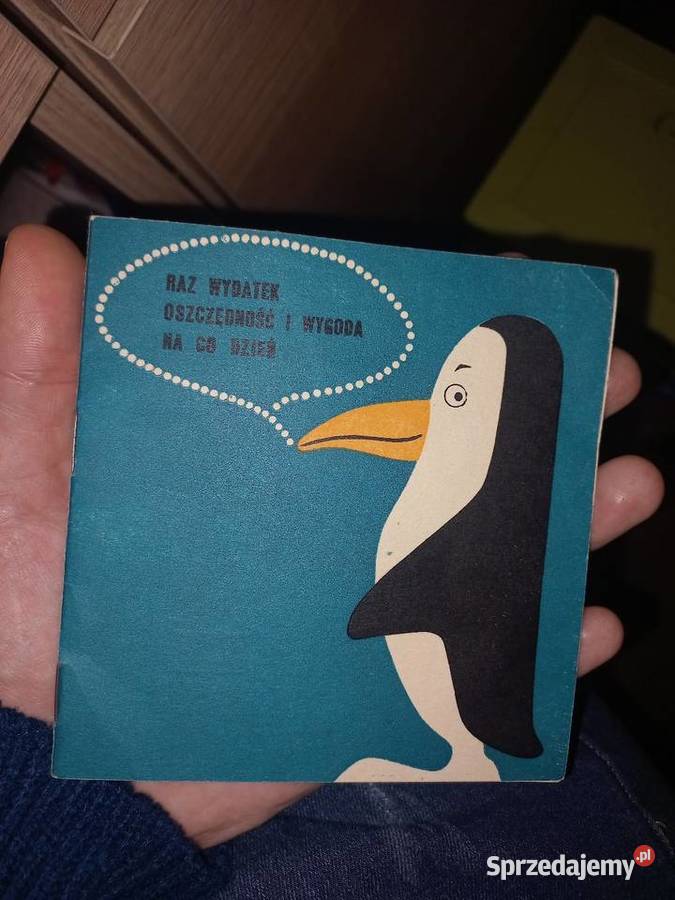 RAZ WYDATEK
OSZCZĘDNOŚĆ I WYGODA
NA CO DZIEŃ
Sprzedajemy.pl